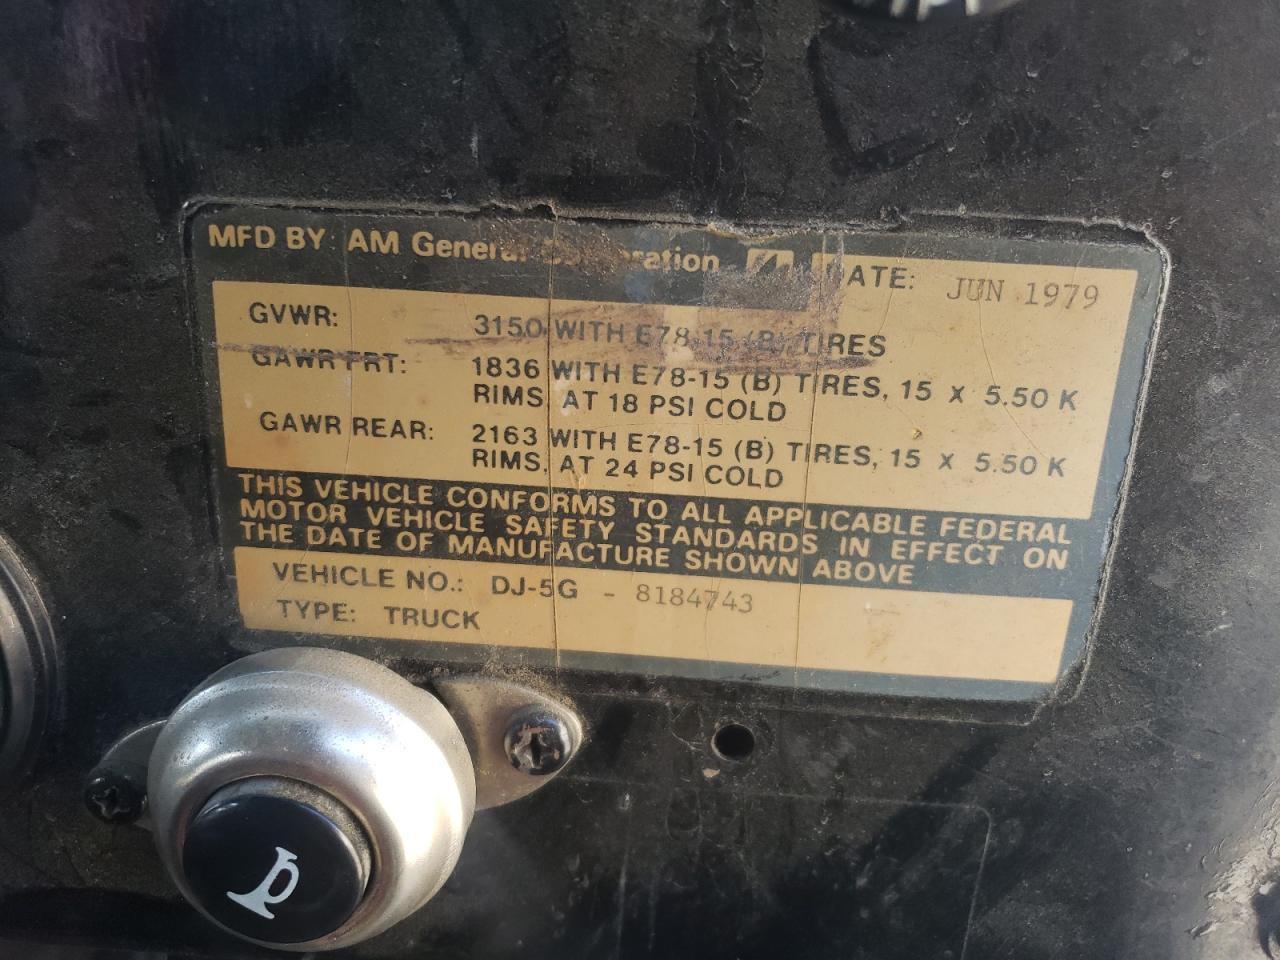 MFD BY: AM General Corporation DATE: JUN 1979
GVWR: 3150 WITH E78-15 (B) TIRES
GAWR FRT: 1836 WITH E78-15 (B) TIRES, 15 X 5.50 K
RIMS, AT 18 PSI COLD
GAWR REAR: 2163 WITH E78-15 (B) TIRES, 15 X 5.50 K
RIMS, AT 24 PSI COLD
THIS VEHICLE CONFORMS TO ALL APPLICABLE FEDERAL
MOTOR VEHICLE SAFETY STANDARDS IN EFFECT ON
THE DATE OF MANUFACTURE SHOWN ABOVE
VEHICLE NO.: DJ-5G - 8184743
TYPE: TRUCK